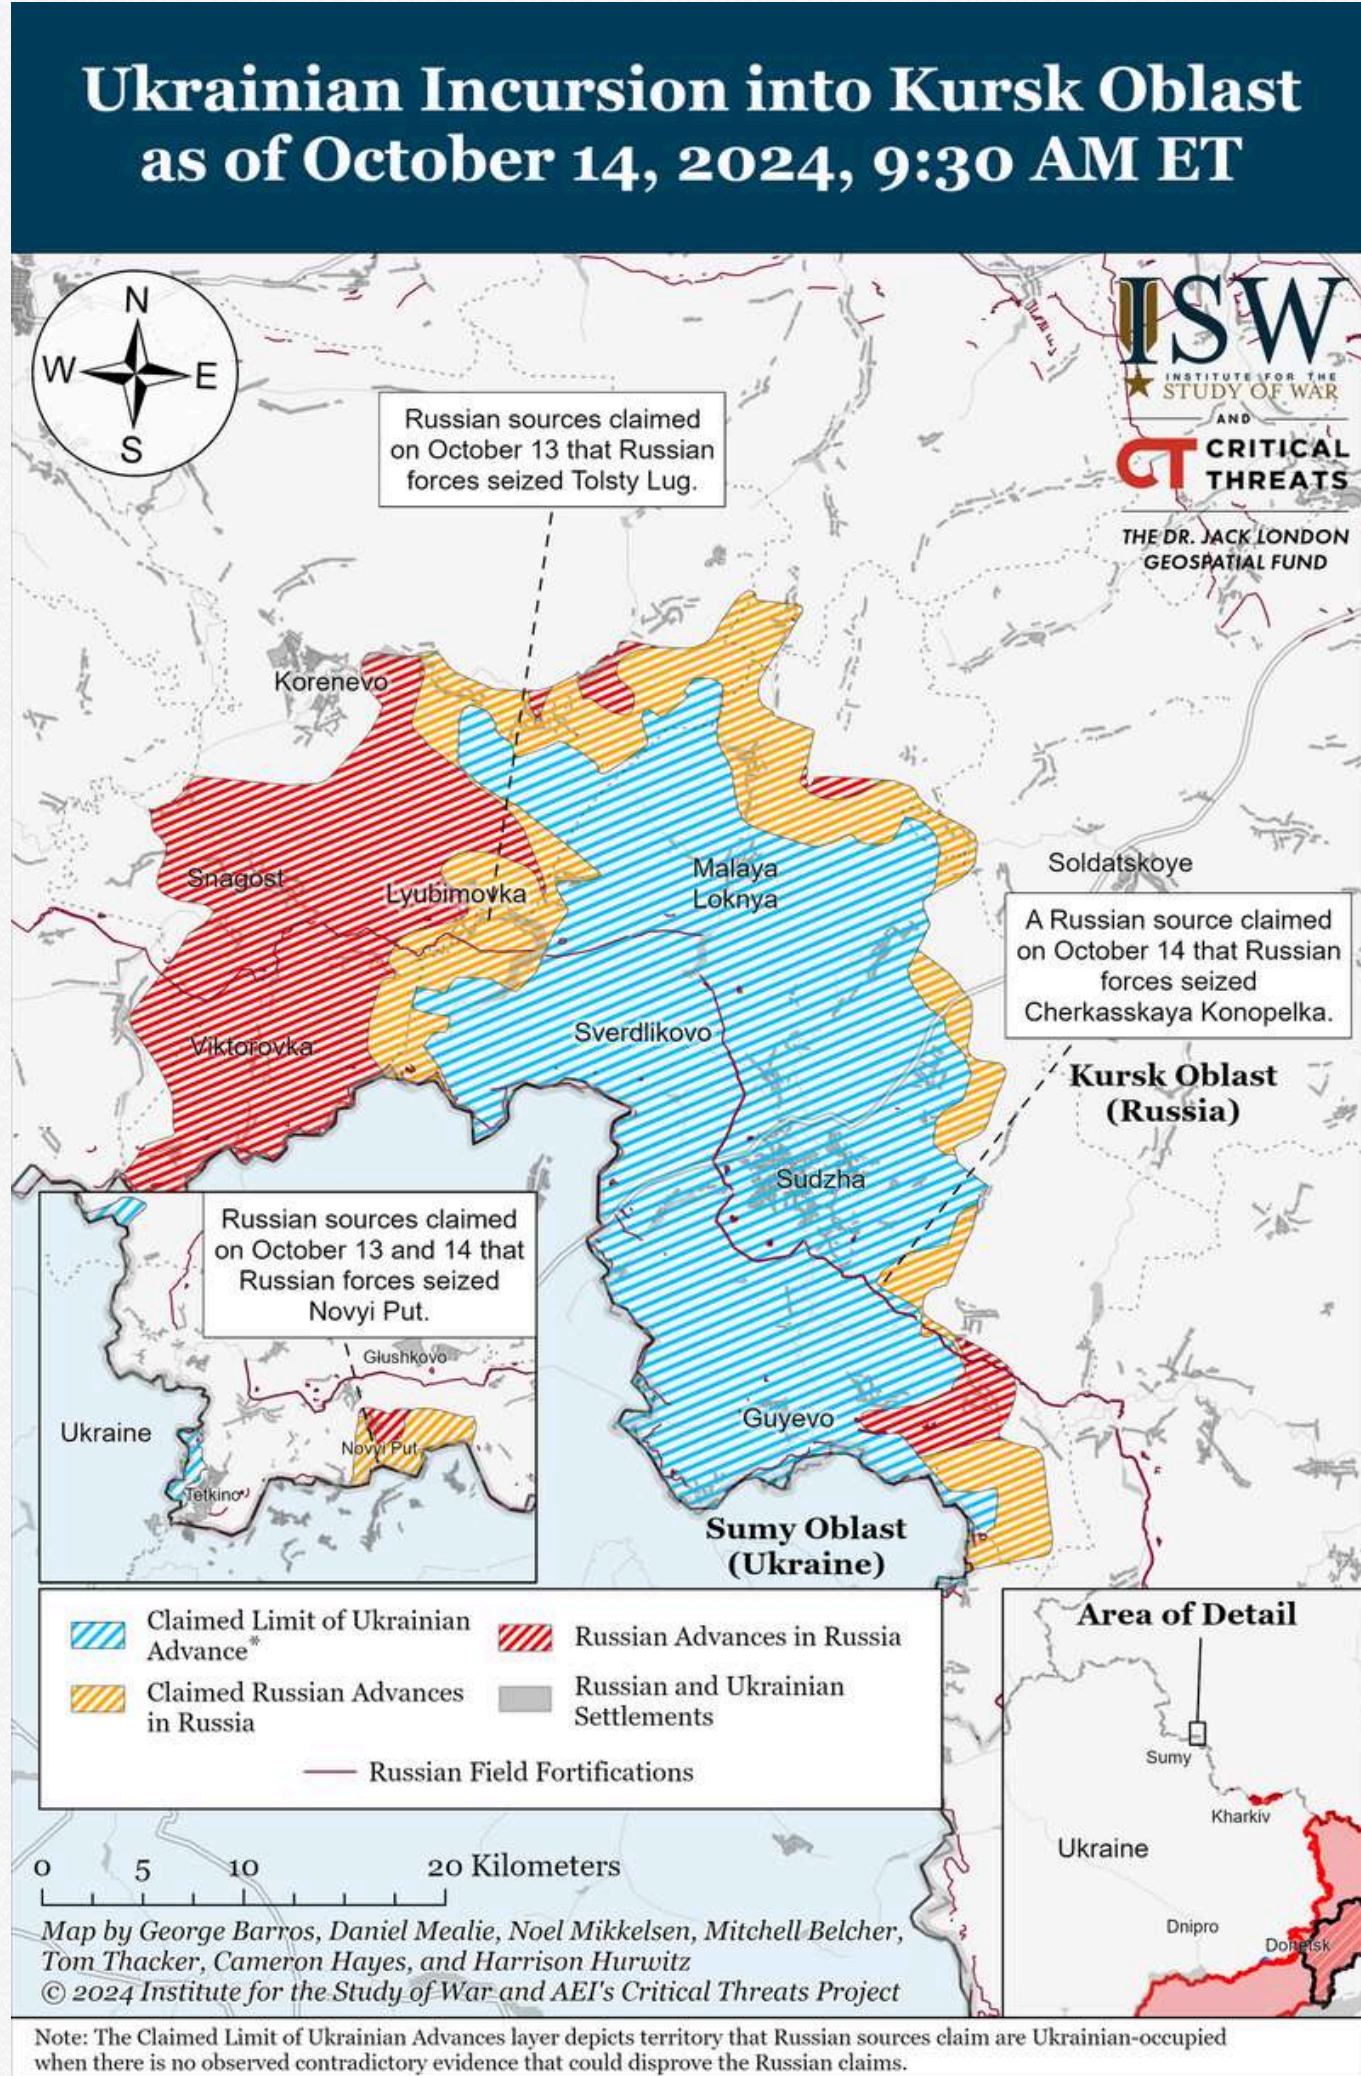 Ukrainian Incursion into Kursk Oblast
as of October 14, 2024, 9:30 AM ET
N
W
E
S
ISW
INSTITUTE FOR THE
STUDY OF WAR
AND
CT CRITICAL
THREATS
THE DR. JACK LONDON
GEOSPATIAL FUND
Russian sources claimed
on October 13 that Russian
forces seized Tolsty Lug.
Korenevo
Snagost
Lyubimovka
Malaya
Loknya
Soldatskoye
A Russian source claimed
on October 14 that Russian
forces seized
Cherkasskaya Konopelka.
Viktorovka
Sverdlikovo
Kursk Oblast
(Russia)
Sudzha
Russian sources claimed
on October 13 and 14 that
Russian forces seized
Novyi Put.
Glushkovo
Ukraine
Novyi Put
Tetkino
Guyevo
Sumy Oblast
(Ukraine)
Claimed Limit of Ukrainian
Advance*
Russian Advances in Russia
Claimed Russian Advances
in Russia
Russian and Ukrainian
Settlements
Russian Field Fortifications
Area of Detail
Sumy
Kharkiv
Ukraine
Dnipro
Donetsk
0 5 10 20 Kilometers
Map by George Barros, Daniel Mealie, Noel Mikkelsen, Mitchell Belcher,
Tom Thacker, Cameron Hayes, and Harrison Hurwitz
© 2024 Institute for the Study of War and AEI's Critical Threats Project
Note: The Claimed Limit of Ukrainian Advances layer depicts territory that Russian sources claim are Ukrainian-occupied
when there is no observed contradictory evidence that could disprove the Russian claims.